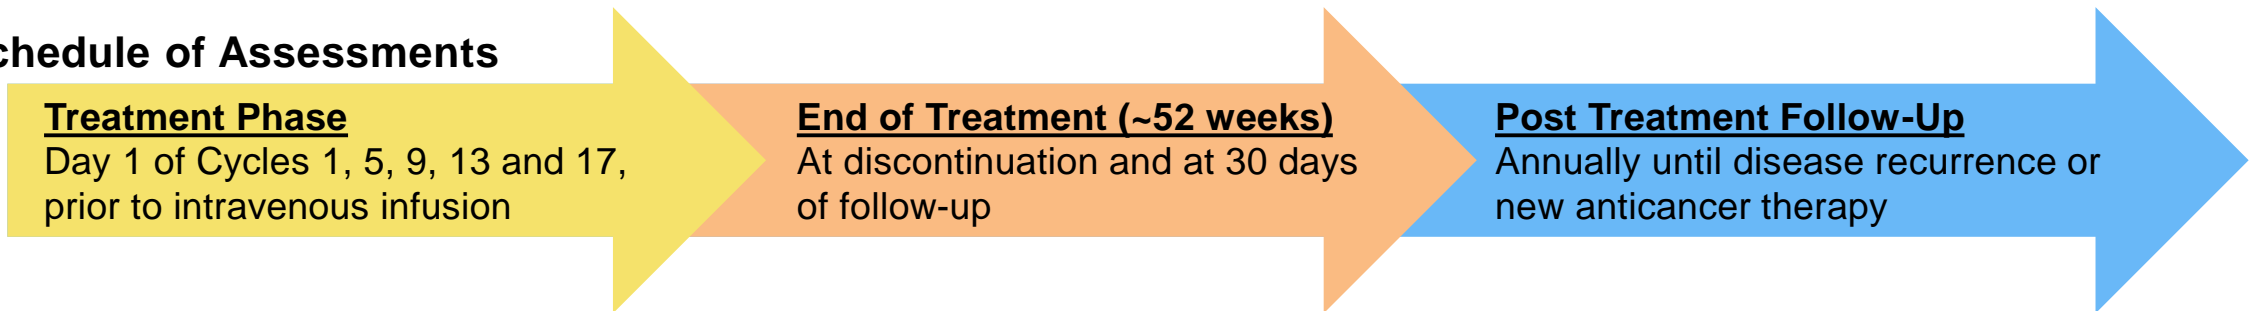 chedule of Assessments
Treatment Phase
Day 1 of Cycles 1, 5, 9, 13 and 17,
prior to intravenous infusion
End of Treatment (~52 weeks)
At discontinuation and at 30 days
of follow-up
Post Treatment Follow-Up
Annually until disease recurrence or
new anticancer therapy